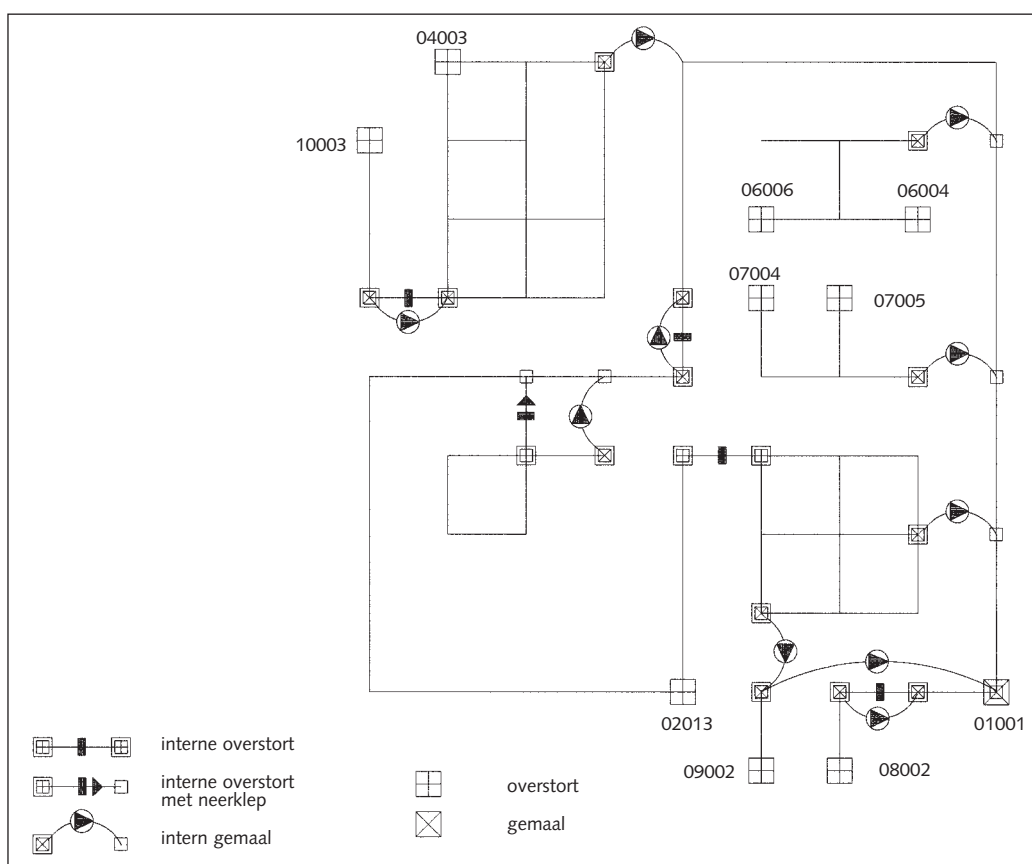 04003
10003
06006
06004
07004
07005
02013
01001
09002
08002
interne overstort
interne overstort
met neerklep
intern gemaal
overstort
gemaal